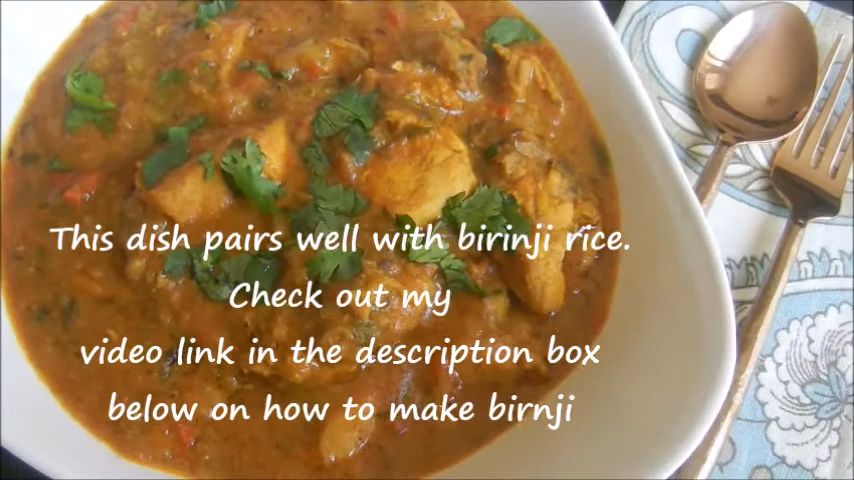 This dish pairs well with birinji rice.
Check out my
video link in the description box
below on how to make birnji